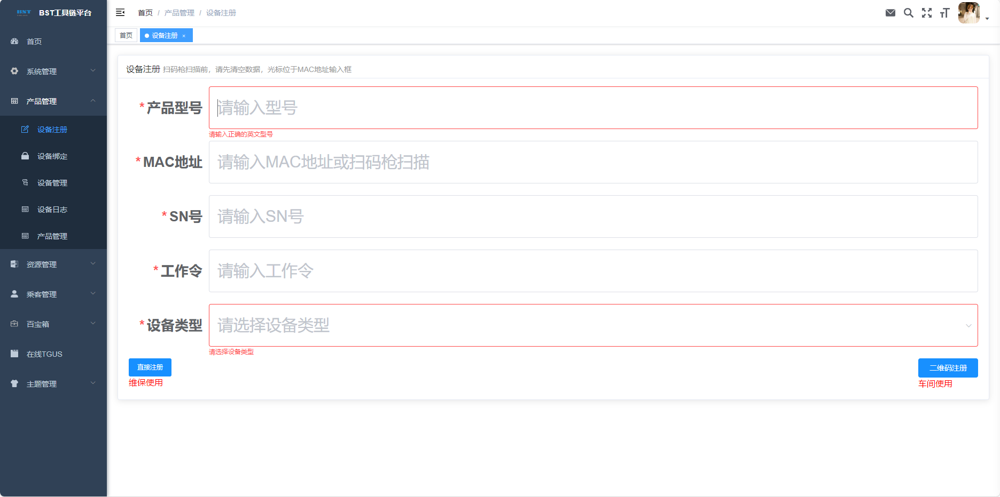 BST
BST工具链平台
首页
系统管理
产品管理
设备注册
设备绑定
设备管理
设备日志
产品管理
资源管理
乘客管理
百宝箱
在线TGUS
主题管理
首页 / 产品管理 / 设备注册
首页
设备注册 ×
设备注册 扫码枪扫描前，请先清空数据，光标位于MAC地址输入框
*产品型号
请输入型号
请输入正确的英文型号
*MAC地址
请输入MAC地址或扫码枪扫描
*SN号
请输入SN号
*工作令
请输入工作令
*设备类型
请选择设备类型
请选择设备类型
直接注册
维保使用
二维码注册
车间使用